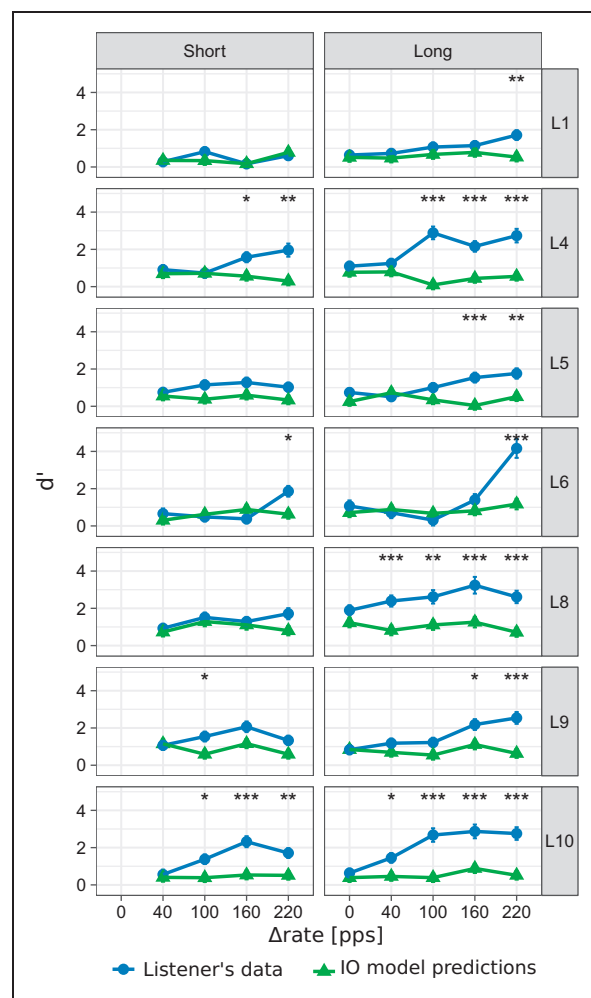 Short Long
** 
4
2
0
L1
* ** *** *** ***
4
2
0
L4
*** **
4
2
0
L5
* ***
4
2
0
L6
*** ** *** ***
4
2
0
L8
* * ***
4
2
0
L9
* *** ** * *** *** ***
4
2
0
L10
d'
0 40 100 160 220 0 40 100 160 220
Δrate [pps]
Listener's data IO model predictions